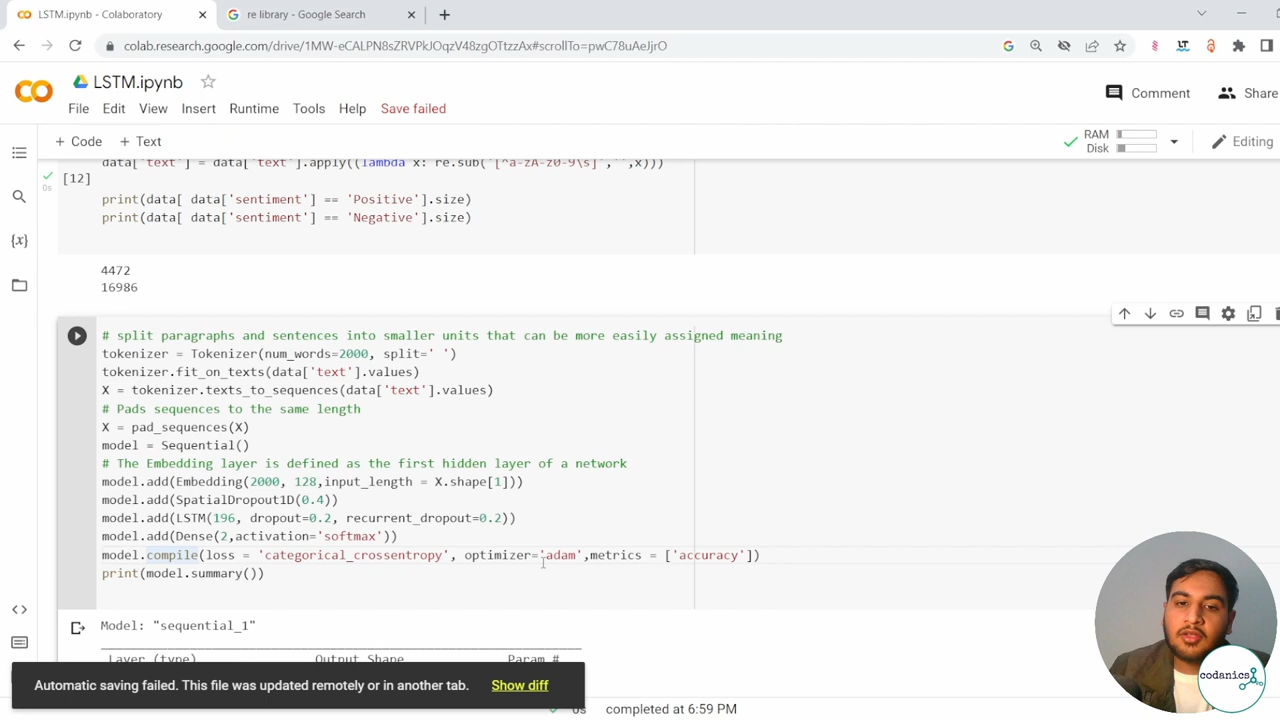 LSTM.ipynb - Colaboratory
re library - Google Search
colab.research.google.com/drive/1MW-eCALPN8sZRVPkJOqzV48zgOTtzzAx#scrollTo=pwC78uAeJjrO
LSTM.ipynb
Comment
Share
File Edit View Insert Runtime Tools Help Save failed
+ Code + Text
RAM
Disk
Editing
data['text'] = data['text'].apply((lambda x: re.sub('[^a-zA-z0-9\s]','',x)))
[12]
0s
print(data[ data['sentiment'] == 'Positive'].size)
print(data[ data['sentiment'] == 'Negative'].size)
4472
16986
# split paragraphs and sentences into smaller units that can be more easily assigned meaning
tokenizer = Tokenizer(num_words=2000, split=' ')
tokenizer.fit_on_texts(data['text'].values)
X = tokenizer.texts_to_sequences(data['text'].values)
# Pads sequences to the same length
X = pad_sequences(X)
model = Sequential()
# The Embedding layer is defined as the first hidden layer of a network
model.add(Embedding(2000, 128,input_length = X.shape[1]))
model.add(SpatialDropout1D(0.4))
model.add(LSTM(196, dropout=0.2, recurrent_dropout=0.2))
model.add(Dense(2,activation='softmax'))
model.compile(loss = 'categorical_crossentropy', optimizer='adam',metrics = ['accuracy'])
print(model.summary())
Model: "sequential_1"
Layer (type) Output Shape Param #
Automatic saving failed. This file was updated remotely or in another tab. Show diff
0s completed at 6:59 PM
codanics